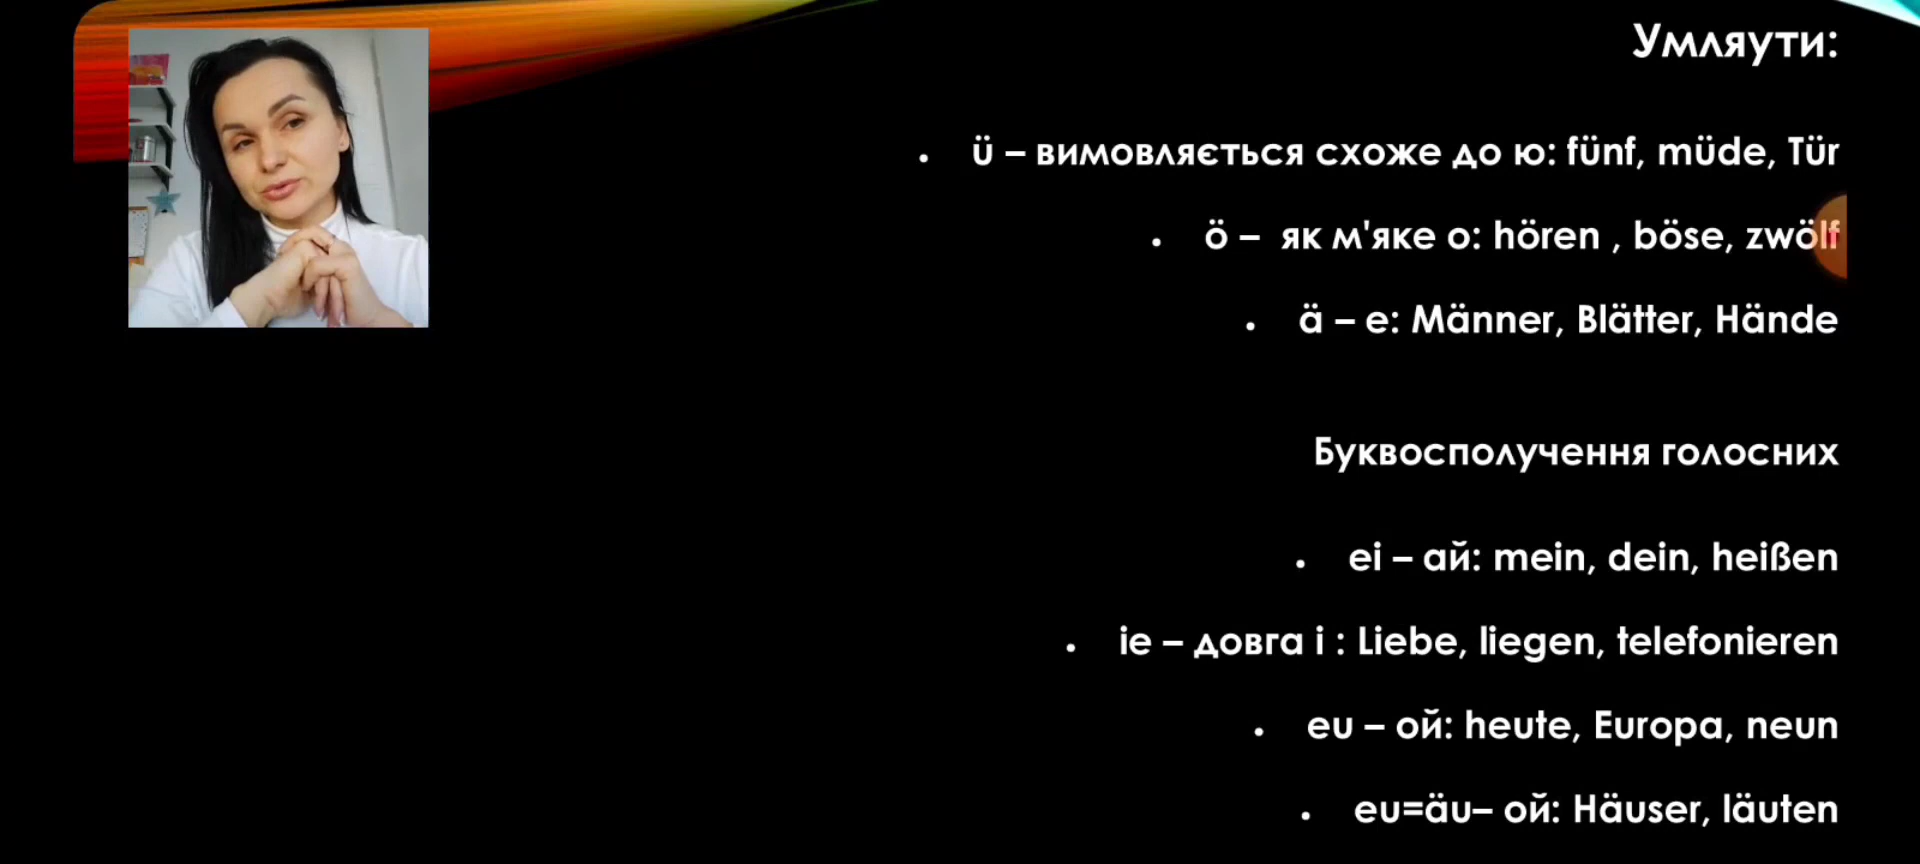 Умляути:
• ü – вимовляється схоже до ю: fünf, müde, Tür
• ö – як м'яке о: hören , böse, zwölf
• ä – е: Männer, Blätter, Hände
Буквосполучення голосних
• ei – ай: mein, dein, heißen
• ie – довга і : Liebe, liegen, telefonieren
• eu – ой: heute, Europa, neun
• eu=äu– ой: Häuser, läuten